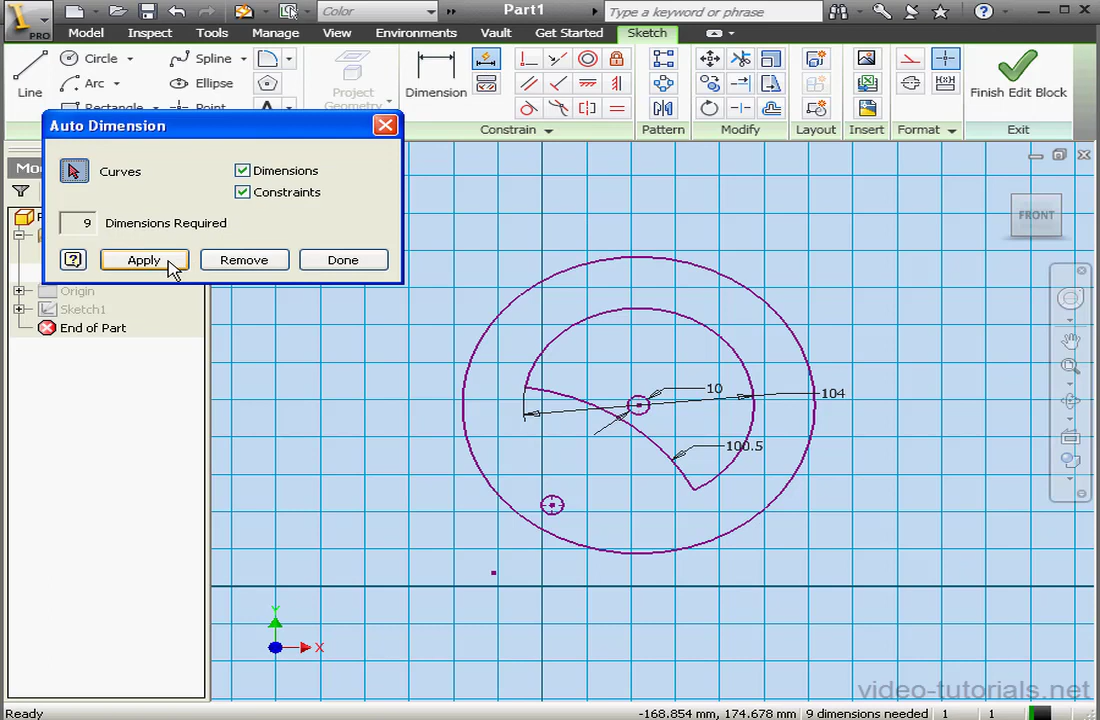 Color
Part1
Type a keyword or phrase
PRO
Model Inspect Tools Manage View Environments Vault Get Started Sketch
Circle Spline
Arc Ellipse
Rectangle Point
Line
Project
Geometry
Dimension
Finish Edit Block
Constrain Pattern Modify Layout Insert Format Exit
Auto Dimension
Curves
Dimensions
Constraints
9 Dimensions Required
Apply Remove Done
Origin
Sketch1
End of Part
FRONT
10
104
100.5
Y
X
video-tutorials.net
Ready
-168.854 mm, 174.678 mm 9 dimensions needed 1 1